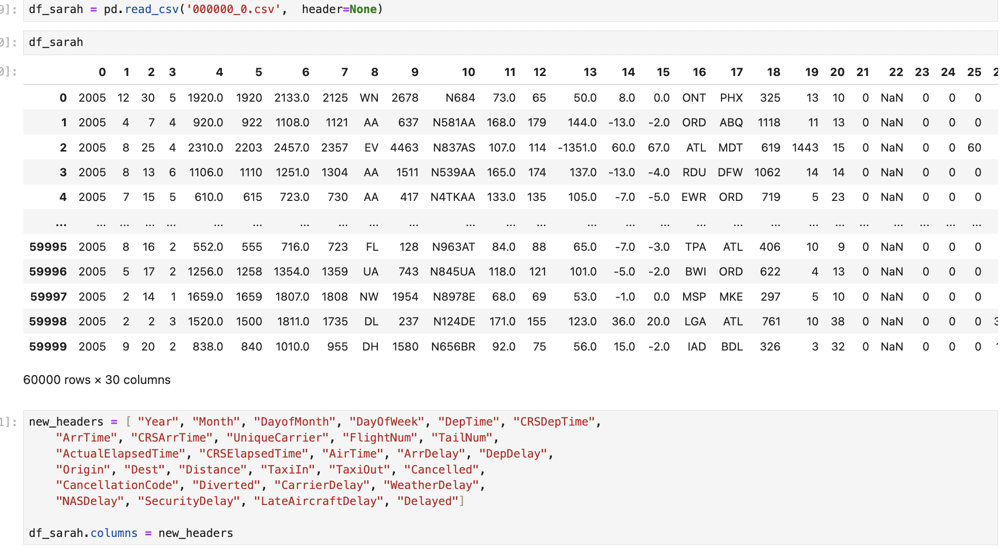 9]: df_sarah = pd.read_csv('000000_0.csv',  header=None)
0]: df_sarah
0]: 0 1 2 3 4 5 6 7 8 9 10 11 12 13 14 15 16 17 18 19 20 21 22 23 24 25 2
0 2005 12 30 5 1920.0 1920 2133.0 2125 WN 2678 N684 73.0 65 50.0 8.0 0.0 ONT PHX 325 13 10 0 NaN 0 0 0
1 2005 4 7 4 920.0 922 1108.0 1121 AA 637 N581AA 168.0 179 144.0 -13.0 -2.0 ORD ABQ 1118 11 13 0 NaN 0 0 0
2 2005 8 25 4 2310.0 2203 2457.0 2357 EV 4463 N837AS 107.0 114 -1351.0 60.0 67.0 ATL MDT 619 1443 15 0 NaN 0 0 60
3 2005 8 13 6 1106.0 1110 1251.0 1304 AA 1511 N539AA 165.0 174 137.0 -13.0 -4.0 RDU DFW 1062 14 14 0 NaN 0 0 0
4 2005 7 15 5 610.0 615 723.0 730 AA 417 N4TKAA 133.0 135 105.0 -7.0 -5.0 EWR ORD 719 5 23 0 NaN 0 0 0
... ... ... ... ... ... ... ... ... ... ... ... ... ... ... ... ... ... ... ... ... ... ... ... ... ... ...
59995 2005 8 16 2 552.0 555 716.0 723 FL 128 N963AT 84.0 88 65.0 -7.0 -3.0 TPA ATL 406 10 9 0 NaN 0 0 0
59996 2005 5 17 2 1256.0 1258 1354.0 1359 UA 743 N845UA 118.0 121 101.0 -5.0 -2.0 BWI ORD 622 4 13 0 NaN 0 0 0
59997 2005 2 14 1 1659.0 1659 1807.0 1808 NW 1954 N8978E 68.0 69 53.0 -1.0 0.0 MSP MKE 297 5 10 0 NaN 0 0 0
59998 2005 2 2 3 1520.0 1500 1811.0 1735 DL 237 N124DE 171.0 155 123.0 36.0 20.0 LGA ATL 761 10 38 0 NaN 0 0 0 3
59999 2005 9 20 2 838.0 840 1010.0 955 DH 1580 N656BR 92.0 75 56.0 15.0 -2.0 IAD BDL 326 3 32 0 NaN 0 0 0
60000 rows × 30 columns
1]: new_headers = [ "Year", "Month", "DayofMonth", "DayOfWeek", "DepTime", "CRSDepTime",
"ArrTime", "CRSArrTime", "UniqueCarrier", "FlightNum", "TailNum",
"ActualElapsedTime", "CRSElapsedTime", "AirTime", "ArrDelay", "DepDelay",
"Origin", "Dest", "Distance", "TaxiIn", "TaxiOut", "Cancelled",
"CancellationCode", "Diverted", "CarrierDelay", "WeatherDelay",
"NASDelay", "SecurityDelay", "LateAircraftDelay", "Delayed"]
df_sarah.columns = new_headers